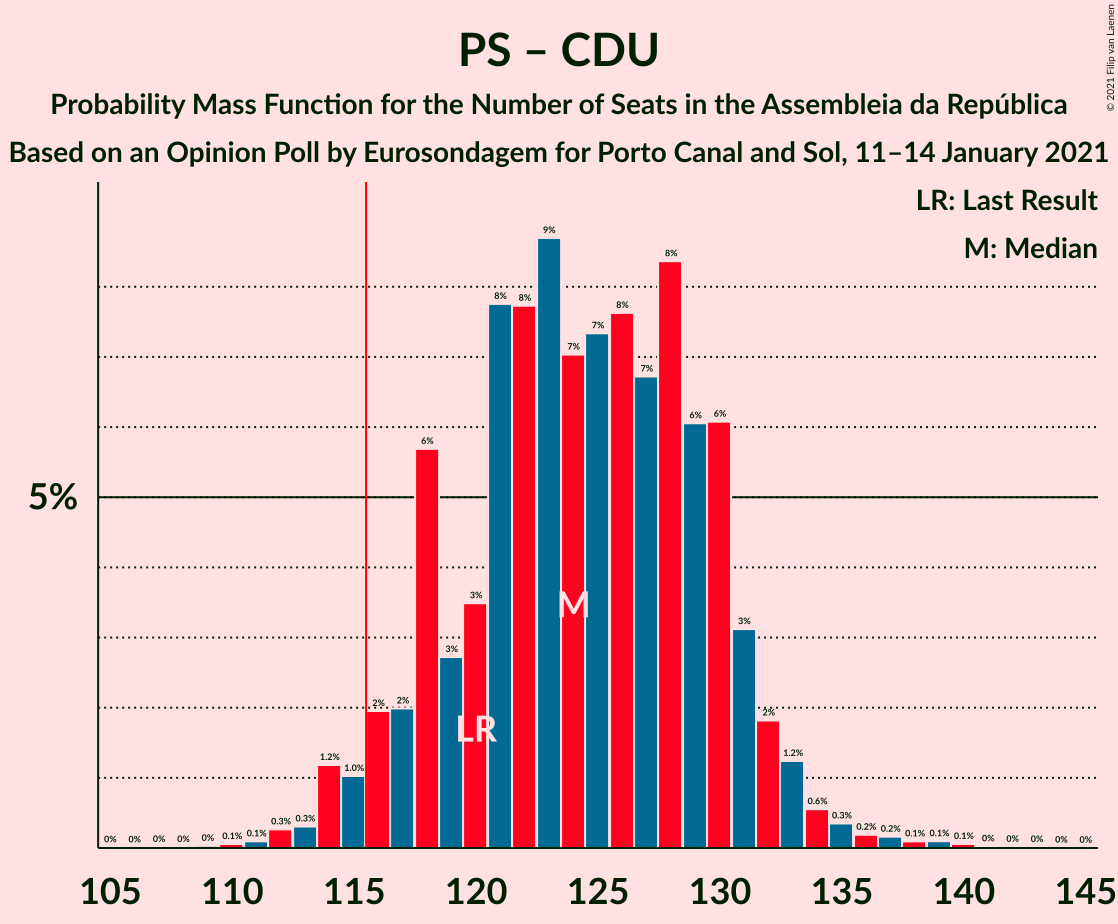 PS – CDU
Probability Mass Function for the Number of Seats in the Assembleia da República
Based on an Opinion Poll by Eurosondagem for Porto Canal and Sol, 11–14 January 2021
© 2021 Filip van Laenen
LR: Last Result
M: Median
5%
0% 0% 0% 0% 0% 0.1% 0.1% 0.3% 0.3% 1.2% 1.0% 2% 2% 6% 3% 3% 8% 8% 9% 7% 7% 8% 7% 8% 6% 6% 3% 2% 1.2% 0.6% 0.3% 0.2% 0.2% 0.1% 0.1% 0.1% 0% 0% 0% 0% 0%
M
LR
105 110 115 120 125 130 135 140 145